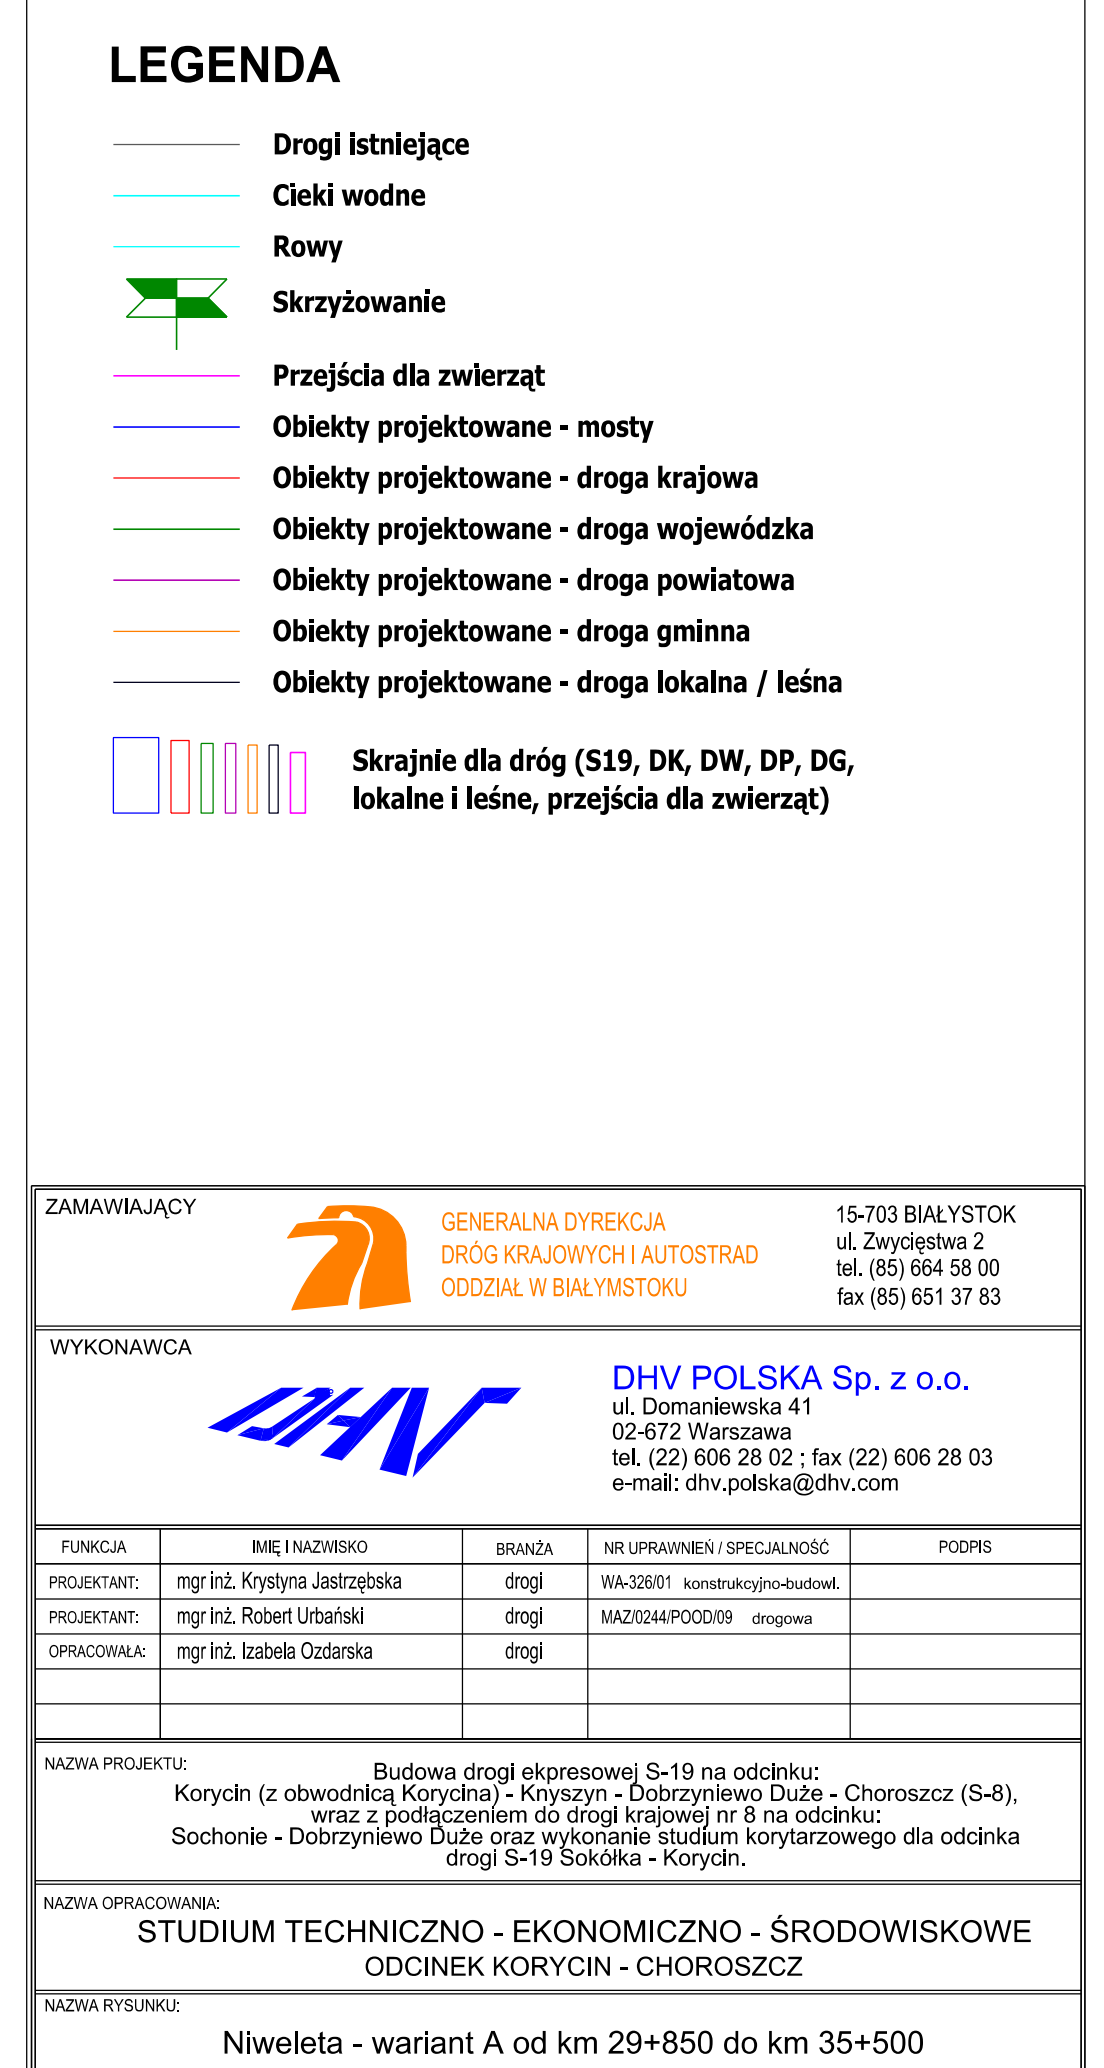 LEGENDA
Drogi istniejące
Cieki wodne
Rowy
Skrzyżowanie
Przejścia dla zwierząt
Obiekty projektowane - mosty
Obiekty projektowane - droga krajowa
Obiekty projektowane - droga wojewódzka
Obiekty projektowane - droga powiatowa
Obiekty projektowane - droga gminna
Obiekty projektowane - droga lokalna / leśna
Skrajnie dla dróg (S19, DK, DW, DP, DG,
lokalne i leśne, przejścia dla zwierząt)
ZAMAWIAJĄCY
GENERALNA DYREKCJA
DRÓG KRAJOWYCH I AUTOSTRAD
ODDZIAŁ W BIAŁYMSTOKU
15-703 BIAŁYSTOK
ul. Zwycięstwa 2
tel. (85) 664 58 00
fax (85) 651 37 83
WYKONAWCA
DHV
DHV POLSKA Sp. z o.o.
ul. Domaniewska 41
02-672 Warszawa
tel. (22) 606 28 02 ; fax (22) 606 28 03
e-mail: dhv.polska@dhv.com
FUNKCJA IMIĘ I NAZWISKO BRANŻA NR UPRAWNIEŃ / SPECJALNOŚĆ PODPIS
PROJEKTANT: mgr inż. Krystyna Jastrzębska drogi WA-326/01 konstrukcyjno-budowl.
PROJEKTANT: mgr inż. Robert Urbański drogi MAZ/0244/POOD/09 drogowa
OPRACOWAŁA: mgr inż. Izabela Ozdarska drogi
NAZWA PROJEKTU:
Budowa drogi ekpresowej S-19 na odcinku:
Korycin (z obwodnicą Korycina) - Knyszyn - Dobrzyniewo Duże - Choroszcz (S-8),
wraz z podłączeniem do drogi krajowej nr 8 na odcinku:
Sochonie - Dobrzyniewo Duże oraz wykonanie studium korytarzowego dla odcinka
drogi S-19 Sokółka - Korycin.
NAZWA OPRACOWANIA:
STUDIUM TECHNICZNO - EKONOMICZNO - ŚRODOWISKOWE
ODCINEK KORYCIN - CHOROSZCZ
NAZWA RYSUNKU:
Niweleta - wariant A od km 29+850 do km 35+500